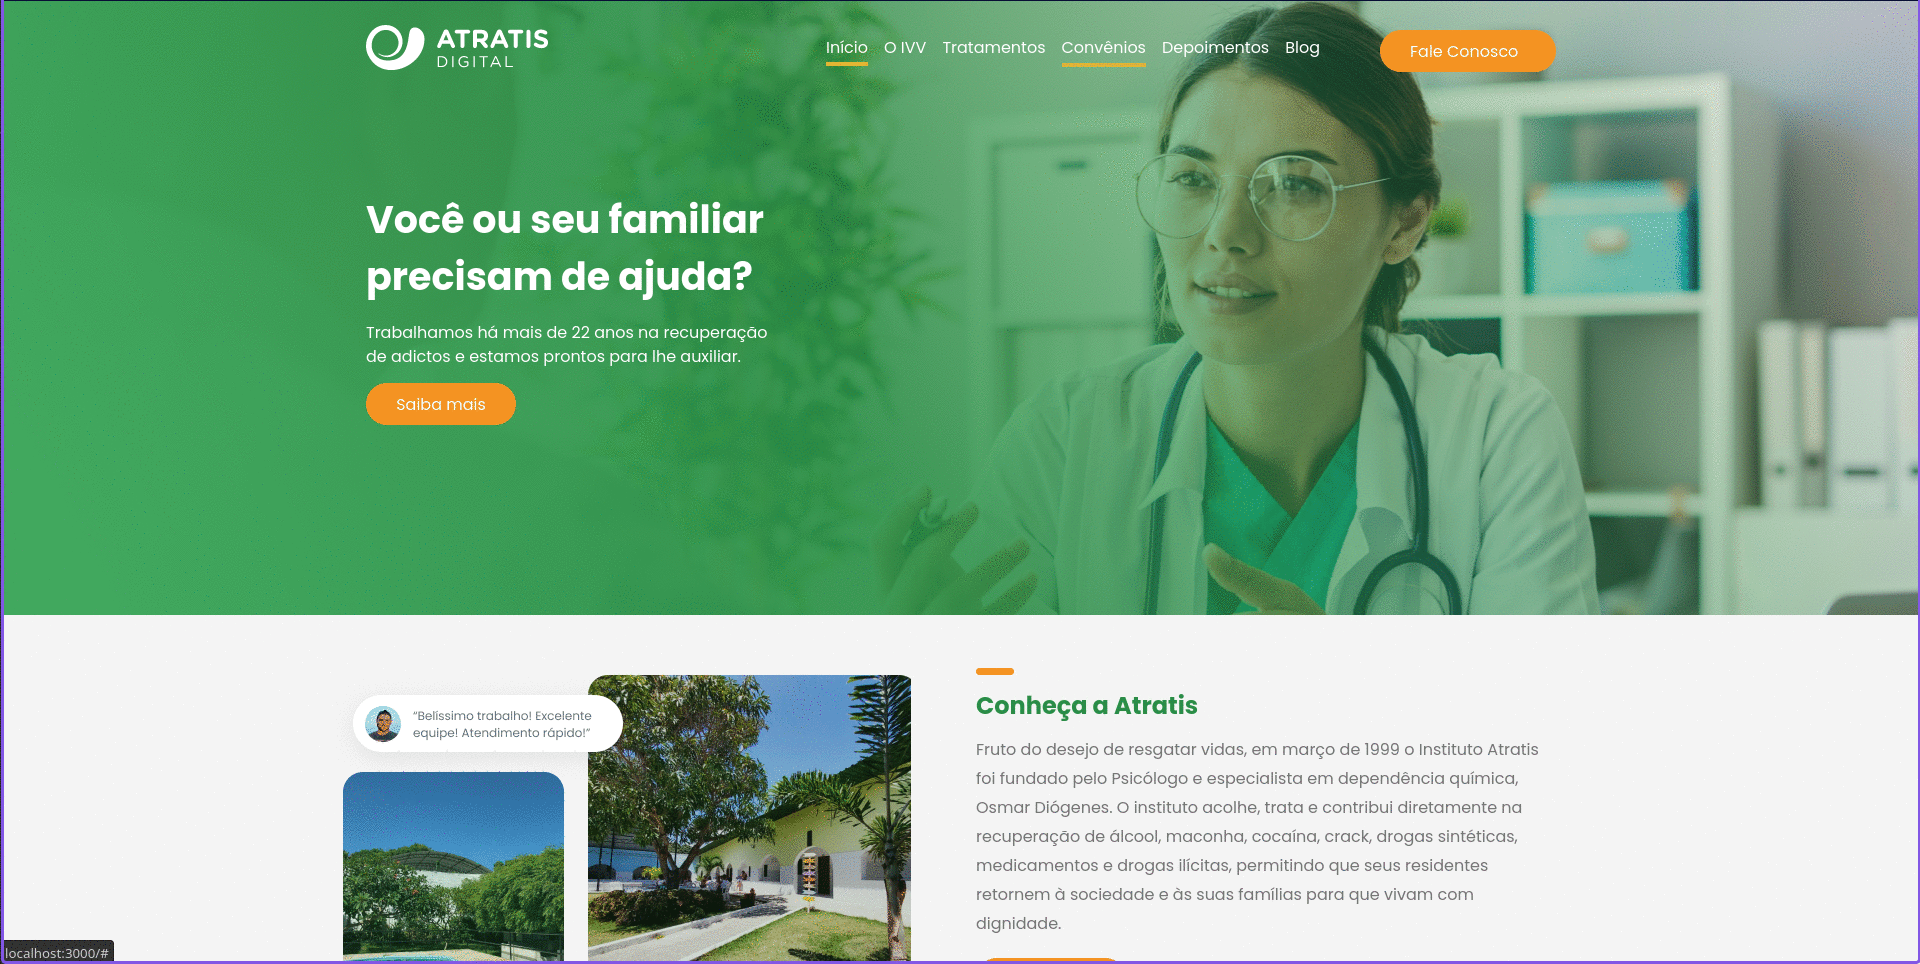 ATRATIS
DIGITAL
Início O IVV Tratamentos Convênios Depoimentos Blog
Fale Conosco
Você ou seu familiar
precisam de ajuda?
Trabalhamos há mais de 22 anos na recuperação
de adictos e estamos prontos para lhe auxiliar.
Saiba mais
“Belíssimo trabalho! Excelente
equipe! Atendimento rápido!”
Conheça a Atratis
Fruto do desejo de resgatar vidas, em março de 1999 o Instituto Atratis
foi fundado pelo Psicólogo e especialista em dependência química,
Osmar Diógenes. O instituto acolhe, trata e contribui diretamente na
recuperação de álcool, maconha, cocaína, crack, drogas sintéticas,
medicamentos e drogas ilícitas, permitindo que seus residentes
retornem à sociedade e às suas famílias para que vivam com
dignidade.
localhost:3000/#